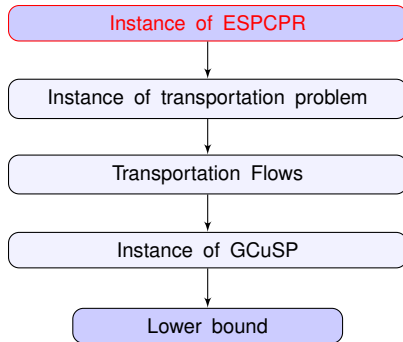 Instance of ESPCPR
Instance of transportation problem
Transportation Flows
Instance of GCuSP
Lower bound